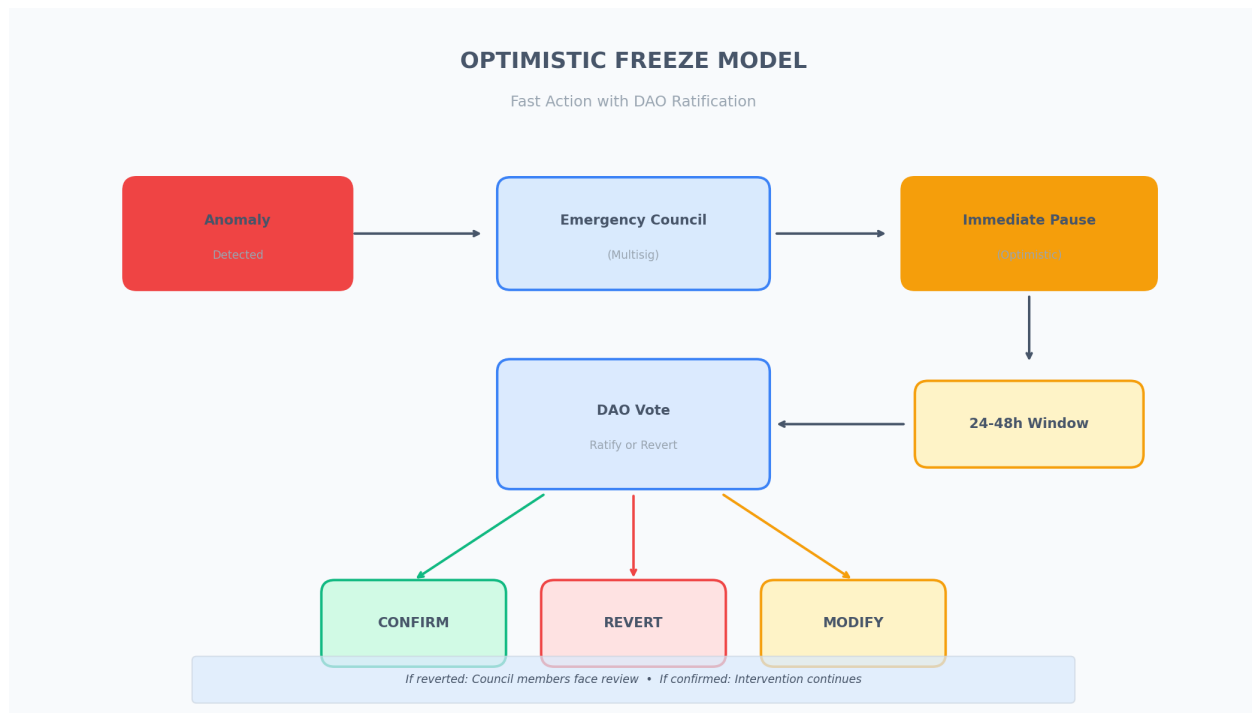 OPTIMISTIC FREEZE MODEL
Fast Action with DAO Ratification
Anomaly
Detected
Emergency Council
(Multisig)
Immediate Pause
24-48h Window
DAO Vote
Ratify or Revert
CONFIRM
REVERT
MODIFY
If reverted: Council members face review • If confirmed: Intervention continues